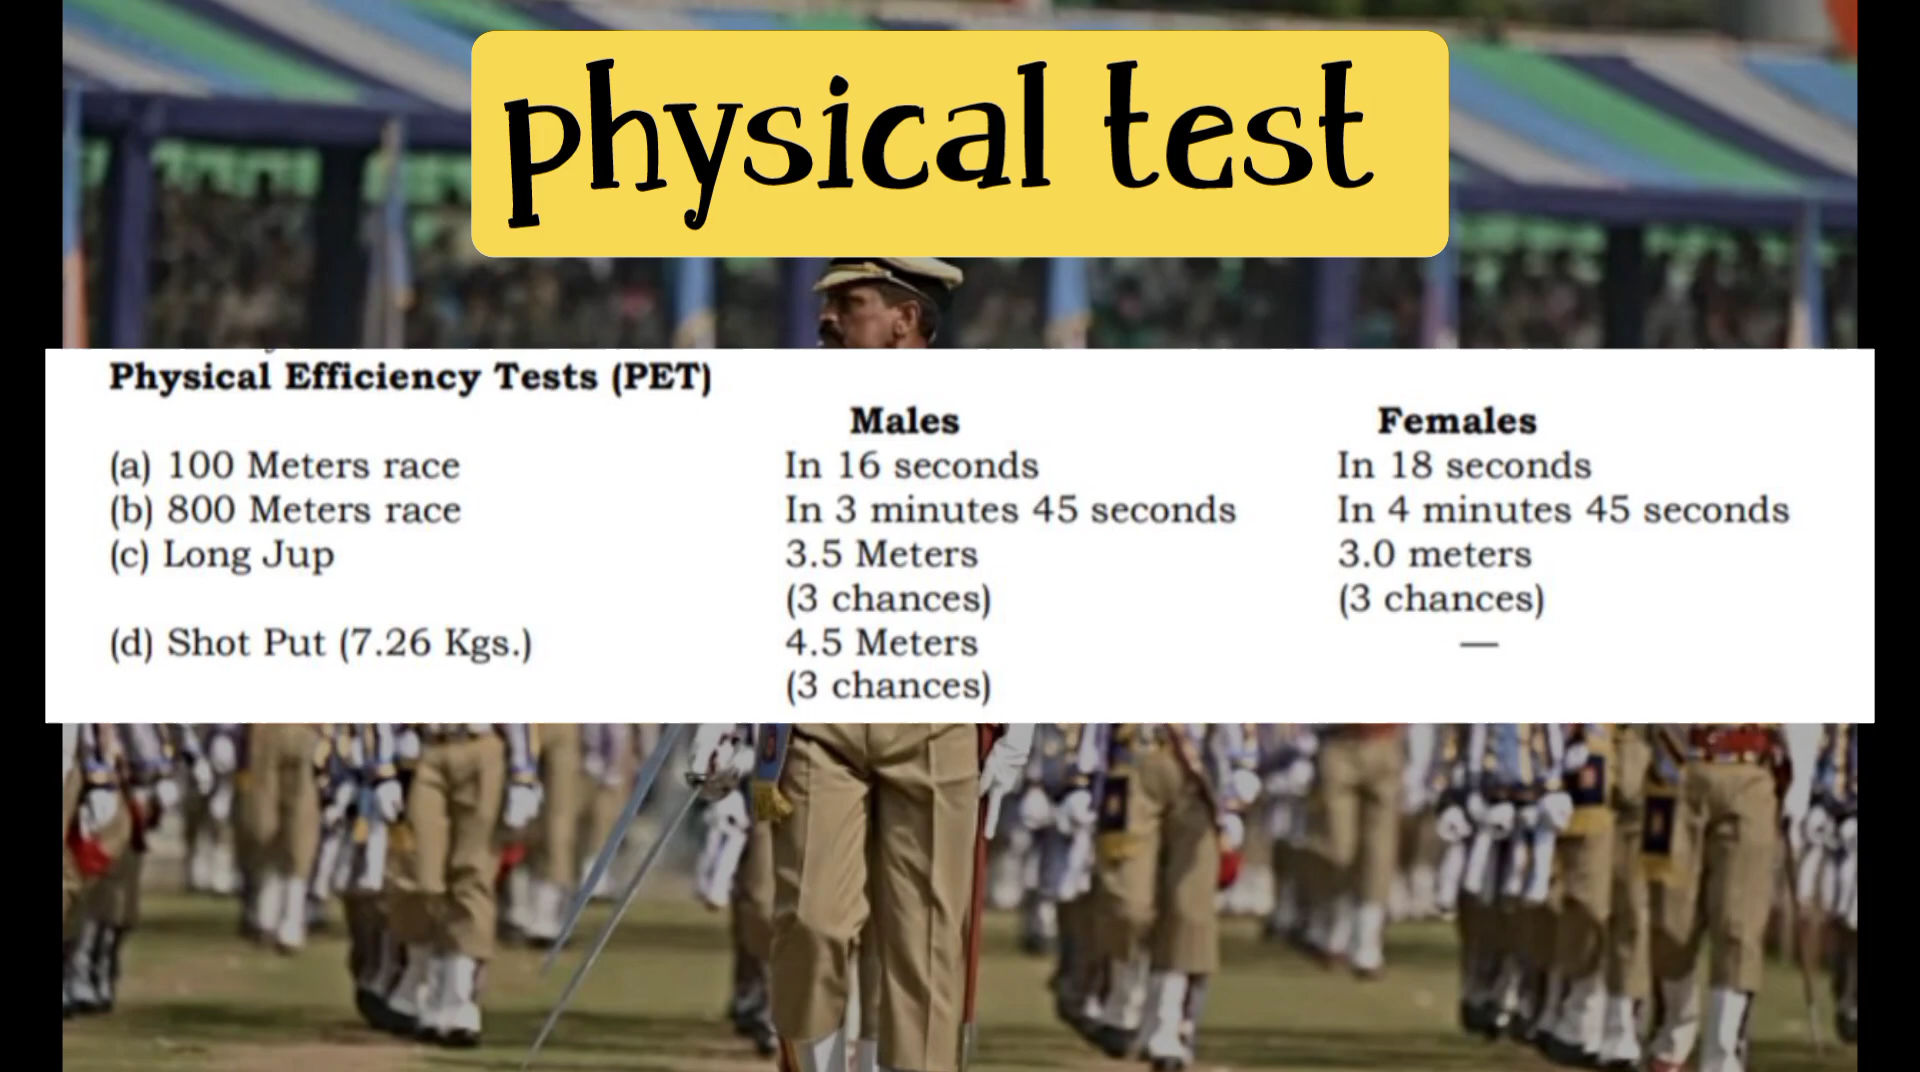 physical test
Physical Efficiency Tests (PET)
Males Females
(a) 100 Meters race In 16 seconds In 18 seconds
(b) 800 Meters race In 3 minutes 45 seconds In 4 minutes 45 seconds
(c) Long Jup 3.5 Meters 3.0 meters
(3 chances) (3 chances)
(d) Shot Put (7.26 Kgs.) 4.5 Meters —
(3 chances)